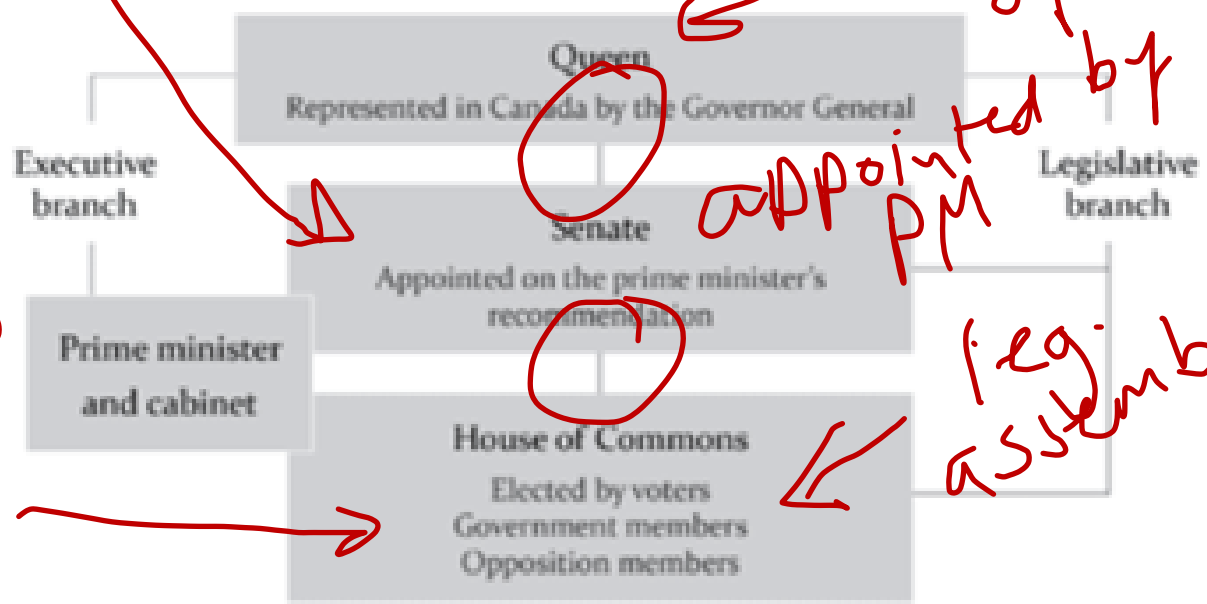 Queen
Represented in Canada by the Governor General
by
appointed
PM
Executive
branch
Legislative
branch
Senate
Appointed on the prime minister's
recommendation
Prime minister
and cabinet
leg.
assemb
House of Commons
Elected by voters
Government members
Opposition members